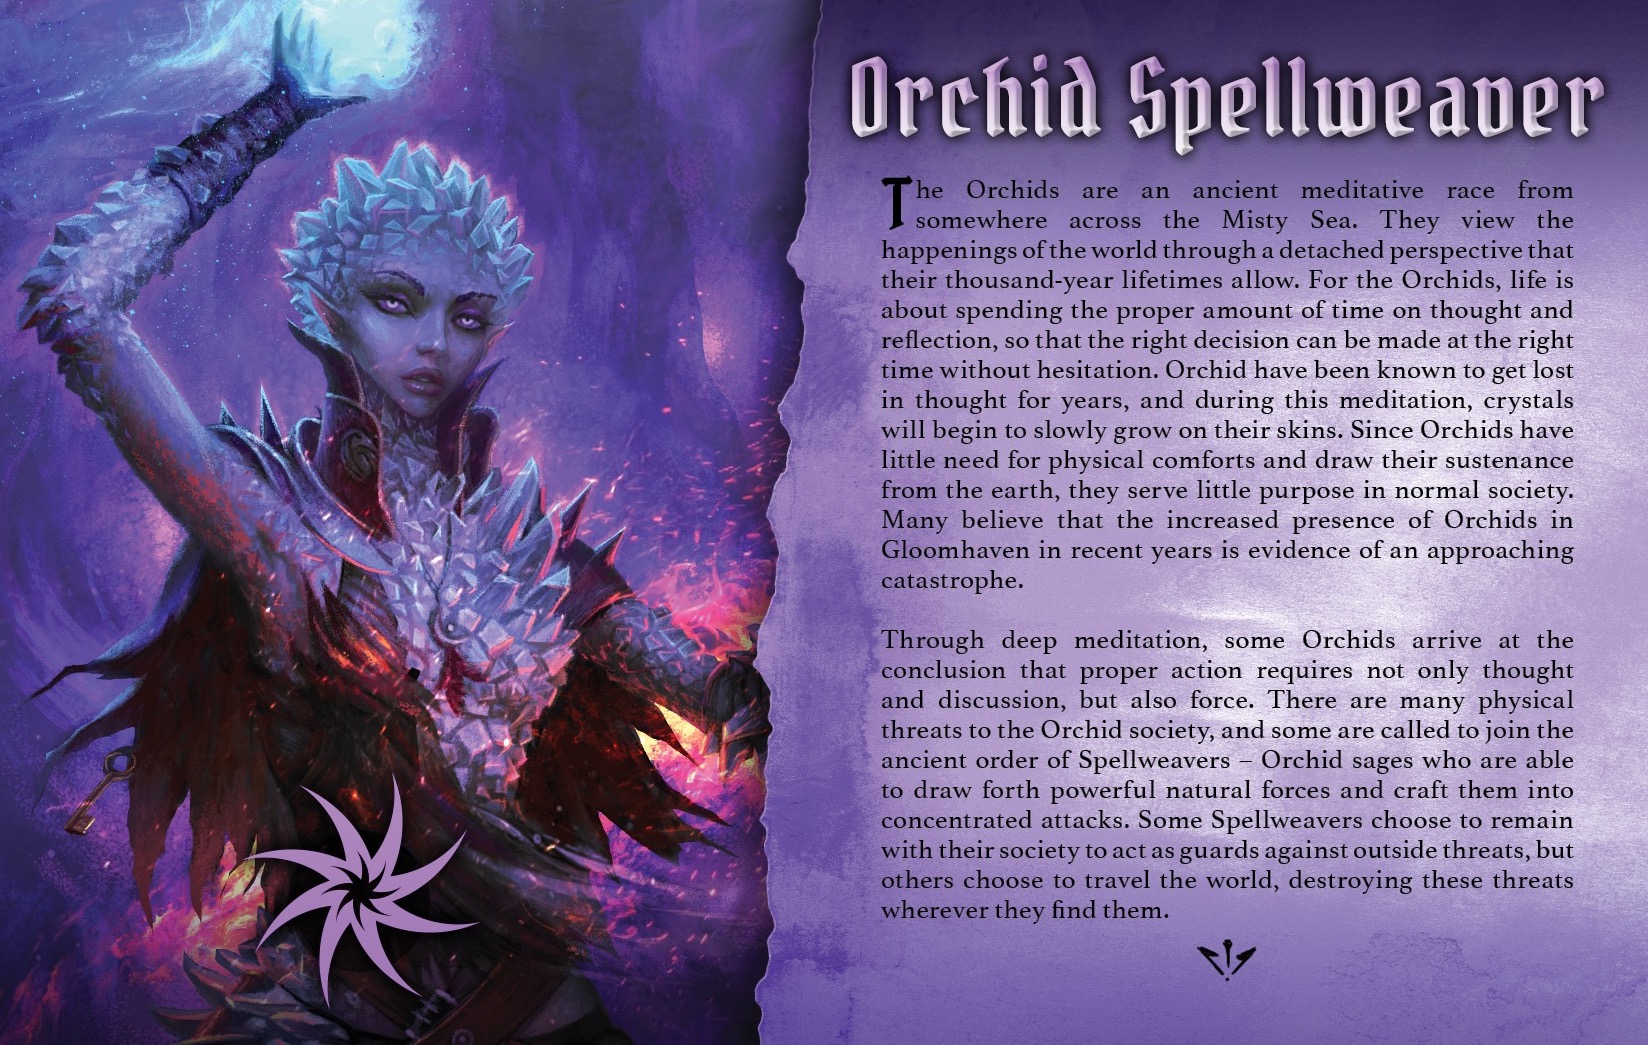 Orchid Spellweaver
The Orchids are an ancient meditative race from
somewhere across the Misty Sea. They view the
happenings of the world through a detached perspective that
their thousand-year lifetimes allow. For the Orchids, life is
about spending the proper amount of time on thought and
reflection, so that the right decision can be made at the right
time without hesitation. Orchid have been known to get lost
in thought for years, and during this meditation, crystals
will begin to slowly grow on their skins. Since Orchids have
little need for physical comforts and draw their sustenance
from the earth, they serve little purpose in normal society.
Many believe that the increased presence of Orchids in
Gloomhaven in recent years is evidence of an approaching
catastrophe.
Through deep meditation, some Orchids arrive at the
conclusion that proper action requires not only thought
and discussion, but also force. There are many physical
threats to the Orchid society, and some are called to join the
ancient order of Spellweavers – Orchid sages who are able
to draw forth powerful natural forces and craft them into
concentrated attacks. Some Spellweavers choose to remain
with their society to act as guards against outside threats, but
others choose to travel the world, destroying these threats
wherever they find them.